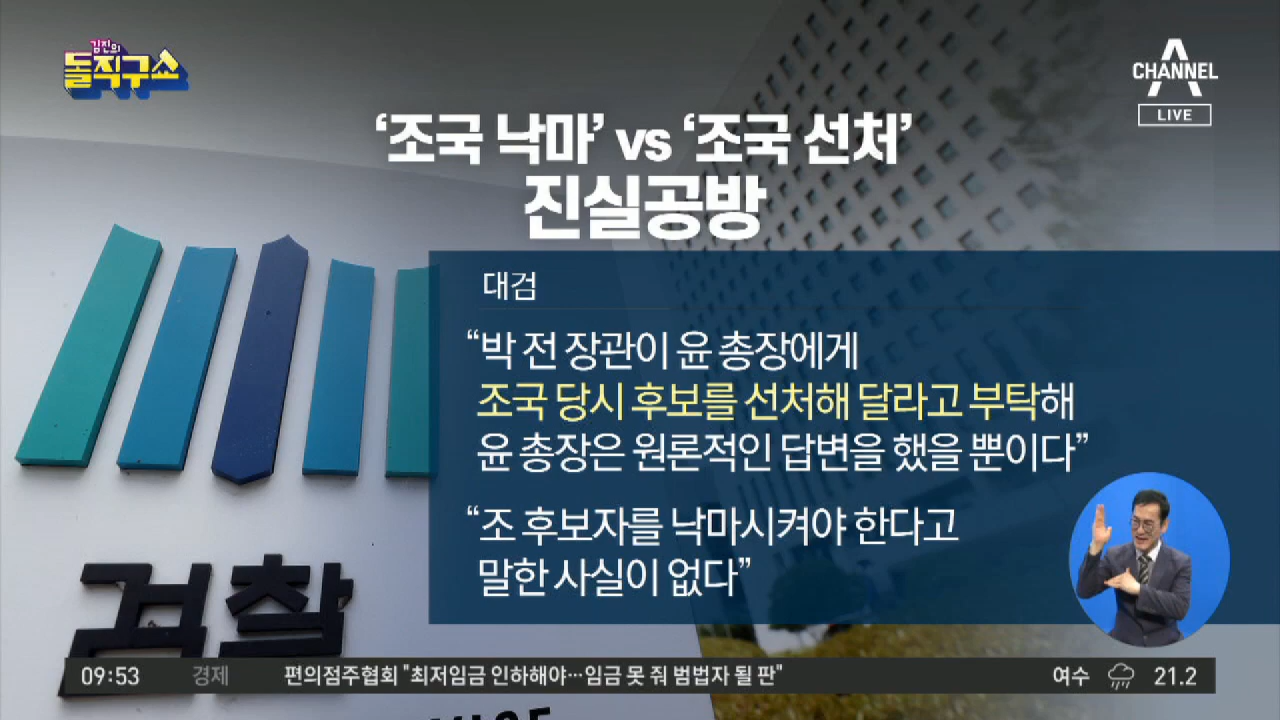 김진의
돌직구쇼
CHANNEL A
LIVE
‘조국 낙마’ vs ‘조국 선처’
진실공방
대검
“박 전 장관이 윤 총장에게
조국 당시 후보를 선처해 달라고 부탁해
윤 총장은 원론적인 답변을 했을 뿐이다”
“조 후보자를 낙마시켜야 한다고
말한 사실이 없다”
검찰
09:53 경제 편의점주협회 "최저임금 인하해야…임금 못 줘 범법자 될 판" 여수 21.2